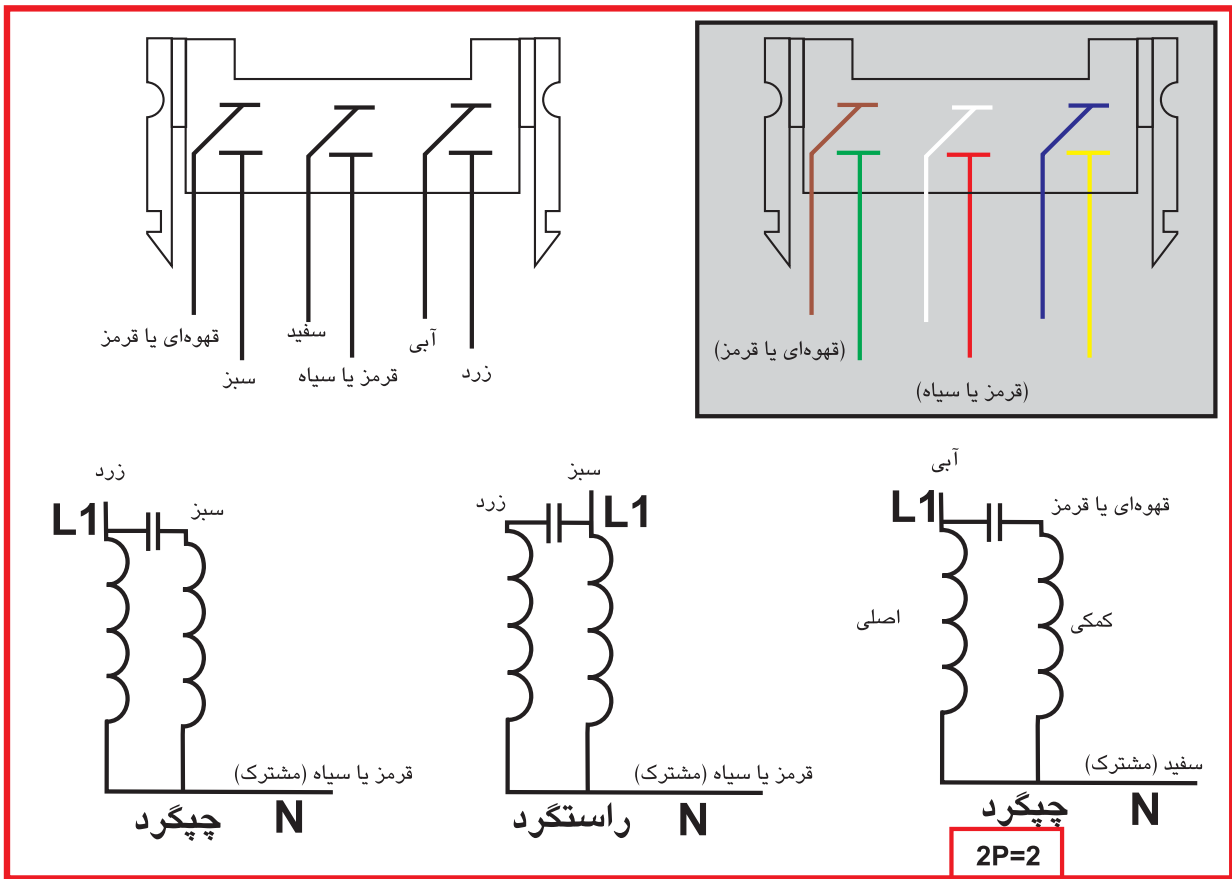 قهوه‌ای یا قرمز
سبز
سفید
قرمز یا سیاه
آبی
زرد
(قهوه‌ای یا قرمز)
(قرمز یا سیاه)
زرد
L1
سبز
قرمز یا سیاه (مشترک)
چپگرد
N
سبز
زرد
L1
قرمز یا سیاه (مشترک)
راستگرد
N
آبی
L1
قهوه‌ای یا قرمز
اصلی
کمکی
سفید (مشترک)
چپگرد
N
2P=2